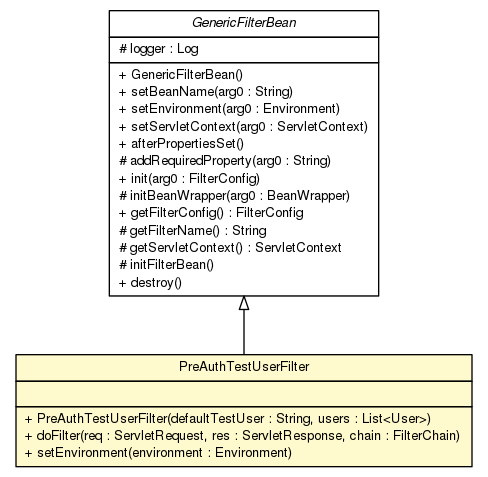 GenericFilterBean
# logger : Log
+ GenericFilterBean()
+ setBeanName(arg0 : String)
+ setEnvironment(arg0 : Environment)
+ setServletContext(arg0 : ServletContext)
+ afterPropertiesSet()
# addRequiredProperty(arg0 : String)
+ init(arg0 : FilterConfig)
# initBeanWrapper(arg0 : BeanWrapper)
+ getFilterConfig() : FilterConfig
# getFilterName() : String
# getServletContext() : ServletContext
# initFilterBean()
+ destroy()
PreAuthTestUserFilter
+ PreAuthTestUserFilter(defaultTestUser : String, users : List<User>)
+ doFilter(req : ServletRequest, res : ServletResponse, chain : FilterChain)
+ setEnvironment(environment : Environment)